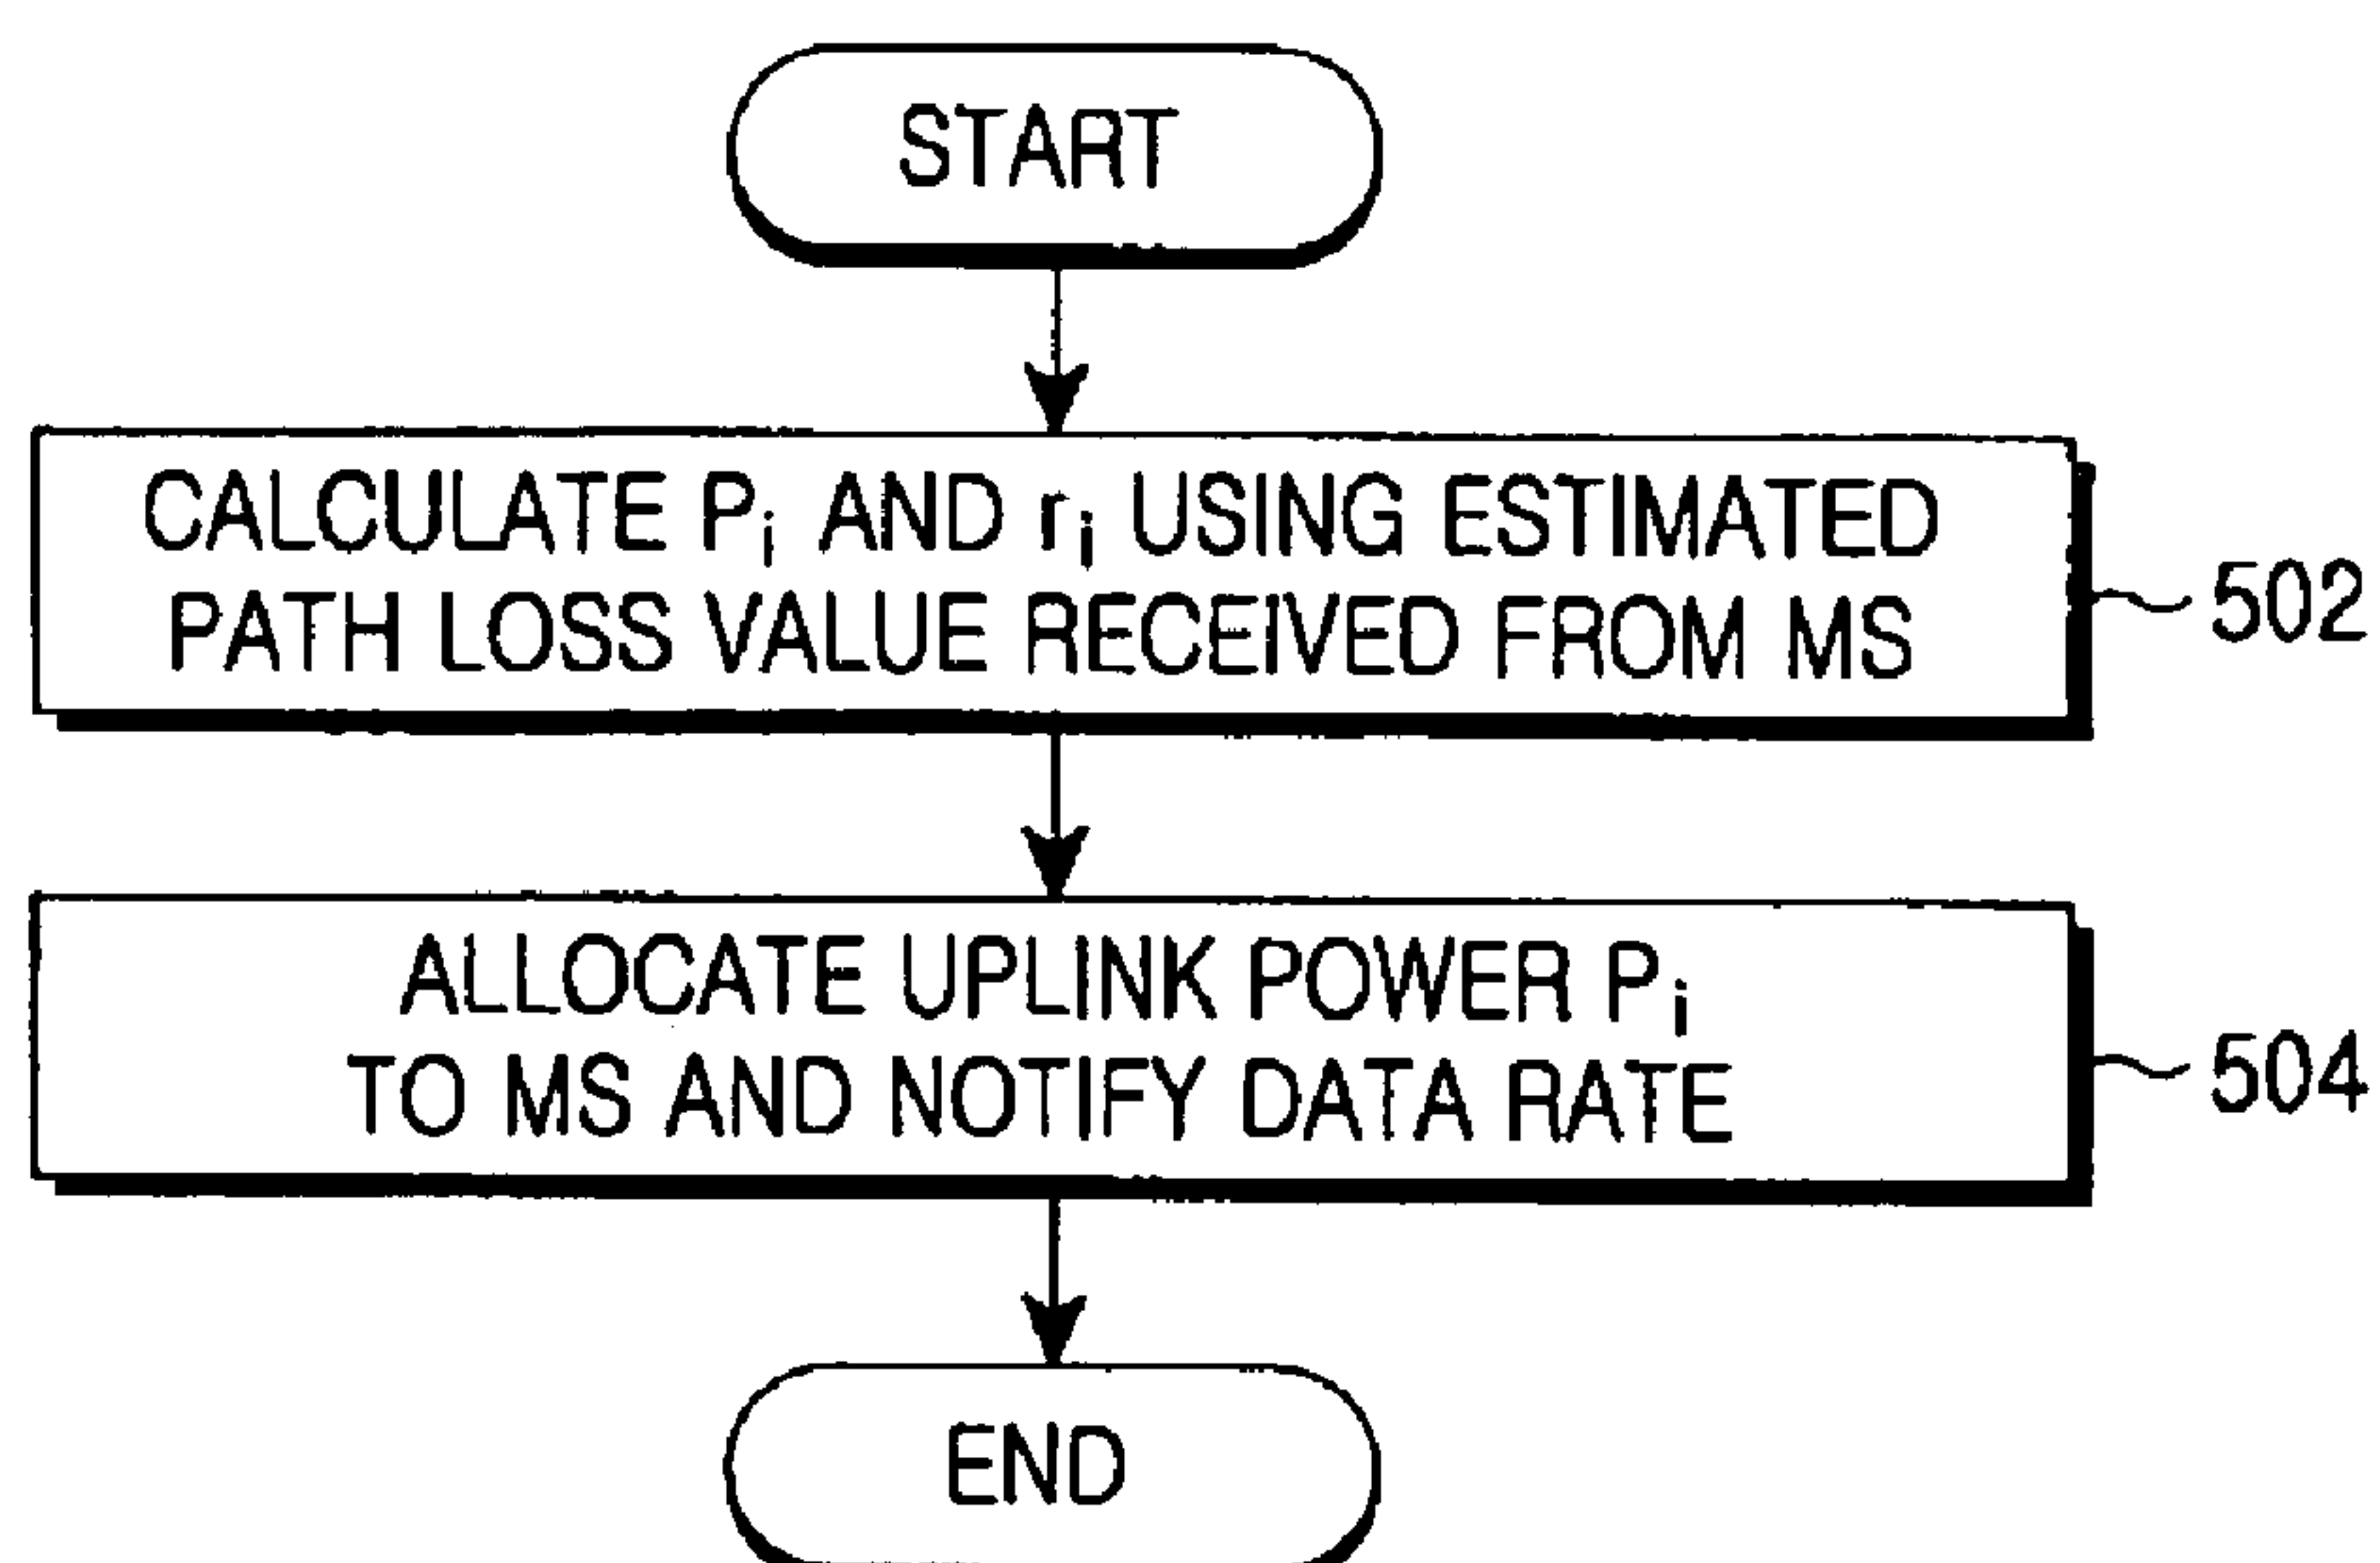 START
CALCULATE Pi AND ri USING ESTIMATED
PATH LOSS VALUE RECEIVED FROM MS
502
ALLOCATE UPLINK POWER Pi
TO MS AND NOTIFY DATA RATE
504
END